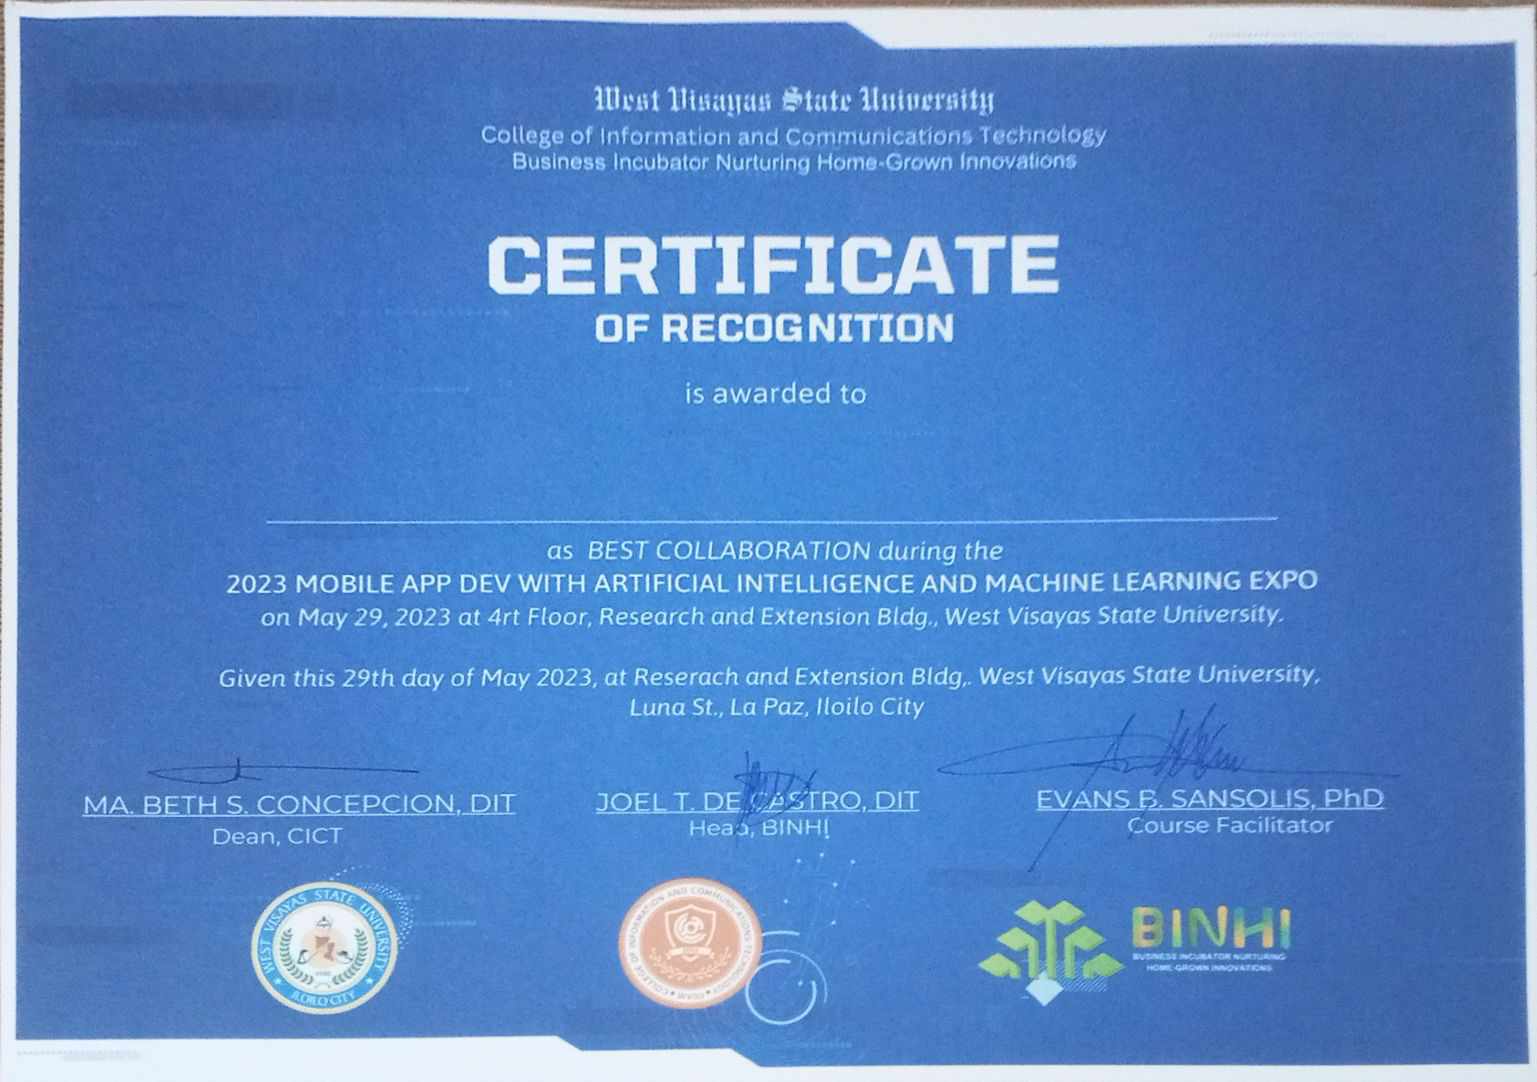 West Visayas State University
College of Information and Communications Technology
Business Incubator Nurturing Home-Grown Innovations
CERTIFICATE
OF RECOGNITION
is awarded to
as BEST COLLABORATION during the
2023 MOBILE APP DEV WITH ARTIFICIAL INTELLIGENCE AND MACHINE LEARNING EXPO
on May 29, 2023 at 4rt Floor, Research and Extension Bldg., West Visayas State University.
Given this 29th day of May 2023, at Reserach and Extension Bldg,. West Visayas State University,
Luna St., La Paz, Iloilo City
MA. BETH S. CONCEPCION, DIT
Dean, CICT
JOEL T. DE CASTRO, DIT
Head, BINHI
EVANS B. SANSOLIS, PhD
Course Facilitator
WEST VISAYAS STATE UNIVERSITY
ILOILO CITY
COLLEGE OF INFORMATION AND COMMUNICATIONS TECHNOLOGY
BINHI
BUSINESS INCUBATOR NURTURING
HOME-GROWN INNOVATIONS